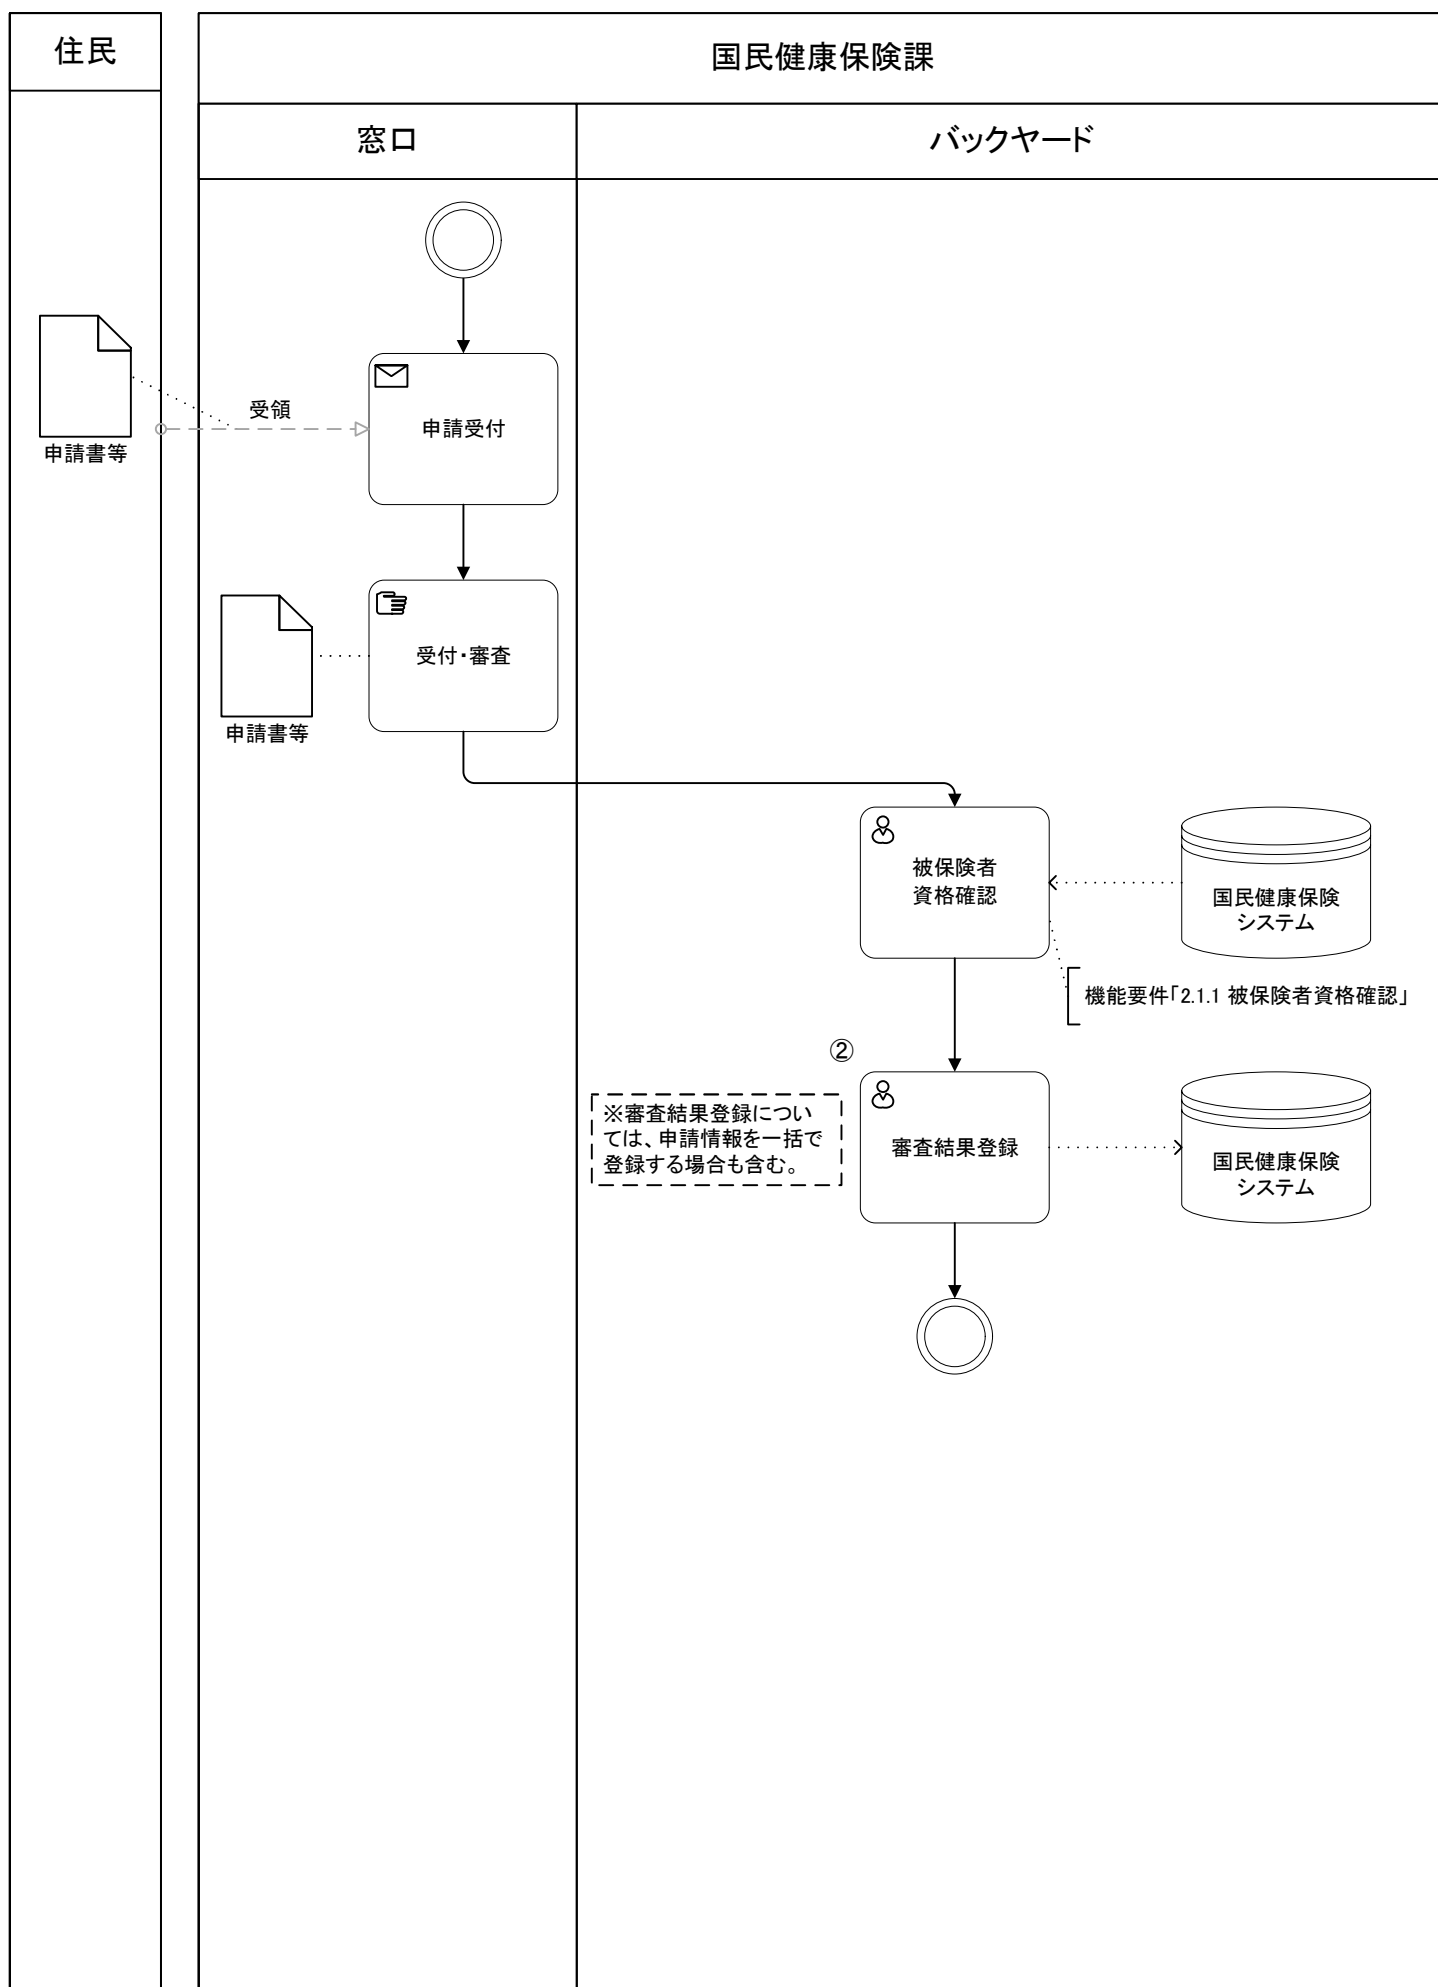 住民
国民健康保険課
窓口
バックヤード
受領
申請書等
申請受付
受付・審査
申請書等
被保険者
資格確認
国民健康保険
システム
機能要件「2.1.1 被保険者資格確認」
②
※審査結果登録につい
ては、申請情報を一括で
登録する場合も含む。
審査結果登録
国民健康保険
システム